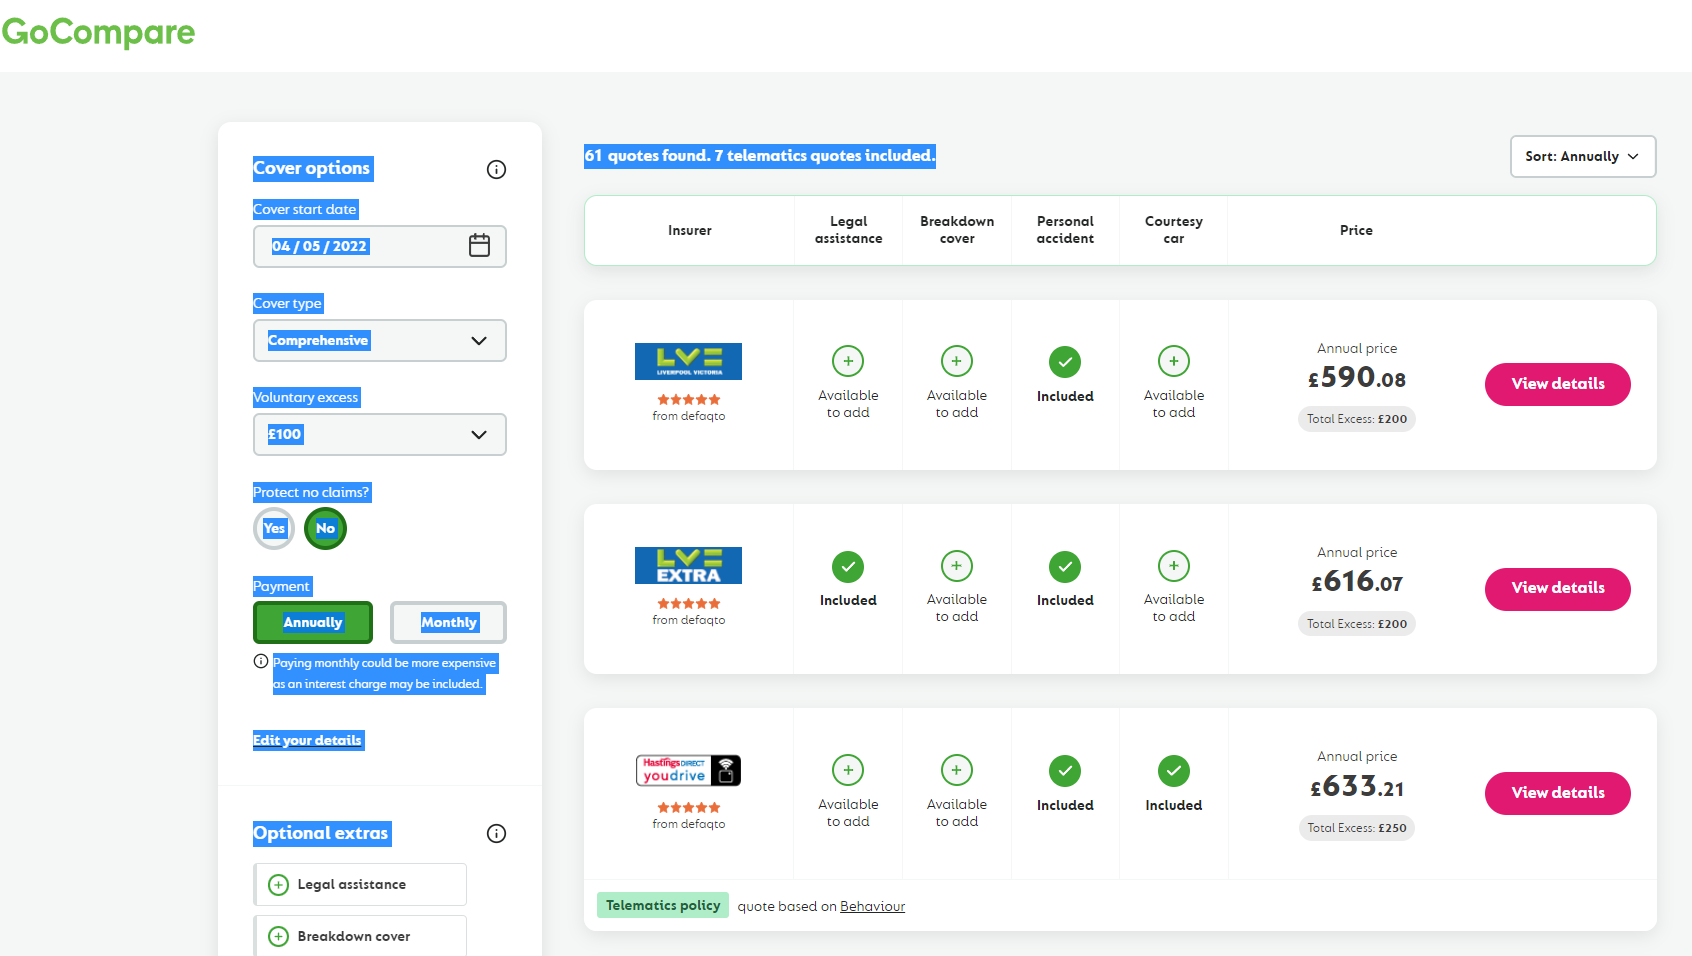 GoCompare
Cover options
Cover start date
04 / 05 / 2022
Cover type
Comprehensive
Voluntary excess
£100
Protect no claims?
Yes No
Payment
Annually Monthly
Paying monthly could be more expensive
as an interest charge may be included.
Edit your details
Optional extras
Legal assistance
Breakdown cover
61 quotes found. 7 telematics quotes included.
Sort: Annually
Insurer
Legal
assistance
Breakdown
cover
Personal
accident
Courtesy
car
Price
LV=
LIVERPOOL VICTORIA
from defaqto
Available
to add
Available
to add
Included
Available
to add
Annual price
£590.08
Total Excess: £200
View details
LV=
EXTRA
from defaqto
Included
Available
to add
Included
Available
to add
Annual price
£616.07
Total Excess: £200
View details
Hastings DIRECT
youdrive
from defaqto
Available
to add
Available
to add
Included
Included
Annual price
£633.21
Total Excess: £250
View details
Telematics policy quote based on Behaviour